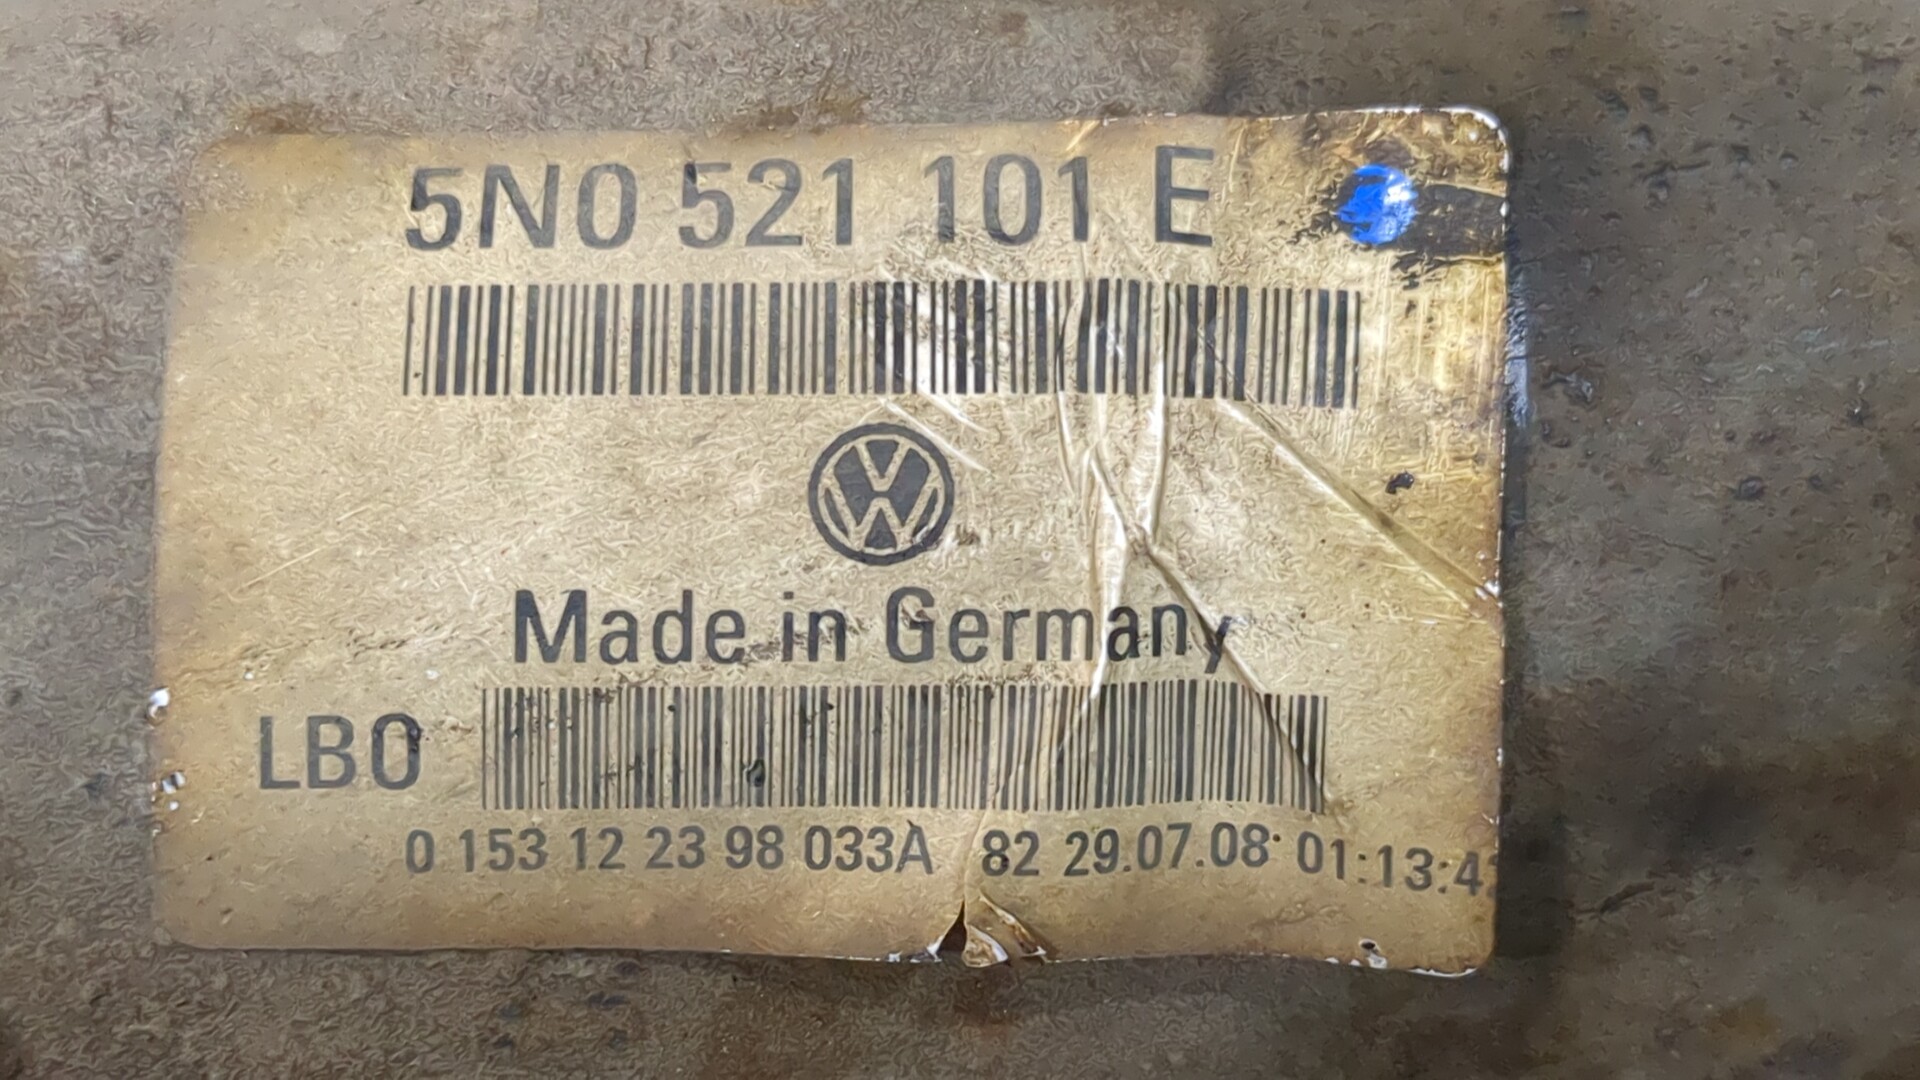 5N0 521 101 E
Made in Germany
LB0
0 153 12 23 98 033A 82 29.07.08 01:13:4